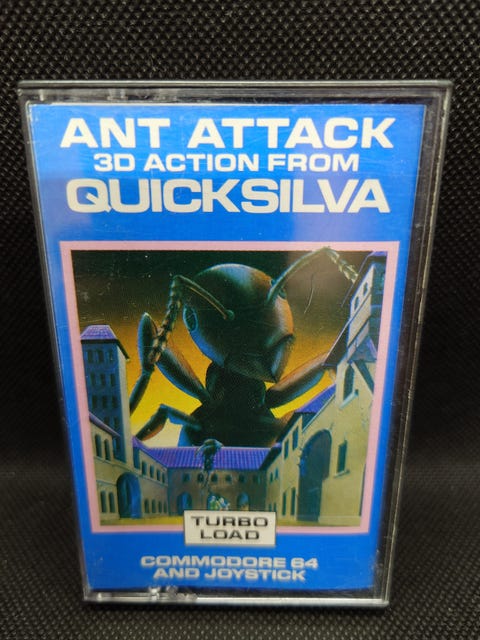 ANT ATTACK
3D ACTION FROM
QUICKSILVA
TURBO
LOAD
COMMODORE 64
AND JOYSTICK